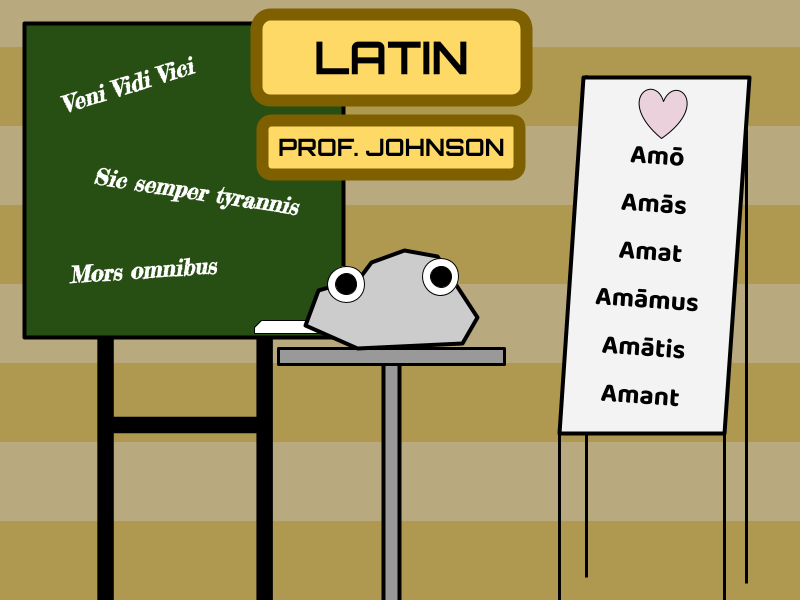 LATIN
PROF. JOHNSON
Veni Vidi Vici
Sic semper tyrannis
Mors omnibus
Amō
Amās
Amat
Amāmus
Amātis
Amant